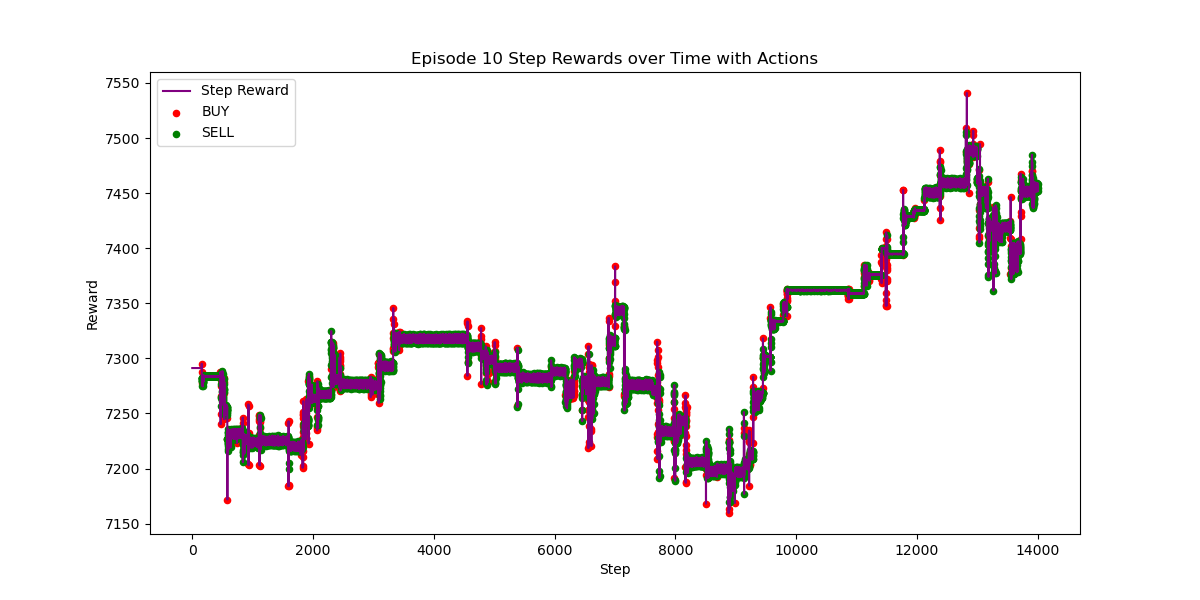 Episode 10 Step Rewards over Time with Actions
Step Reward
BUY
SELL
7550
7500
7450
7400
7350
7300
7250
7200
7150
Reward
0 2000 4000 6000 8000 10000 12000 14000
Step